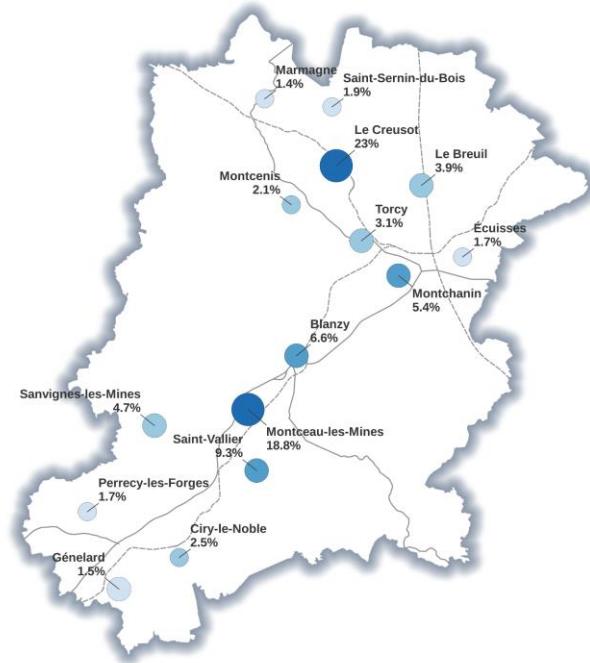 Marmagne
1.4%
Saint-Sernin-du-Bois
1.9%
Le Creusot
23%
Le Breuil
3.9%
Montcenis
2.1%
Torcy
3.1%
Écuisses
1.7%
Montchanin
5.4%
Blanzy
6.6%
Sanvignes-les-Mines
4.7%
Montceau-les-Mines
18.8%
Saint-Vallier
9.3%
Perrecy-les-Forges
1.7%
Ciry-le-Noble
2.5%
Génelard
1.5%